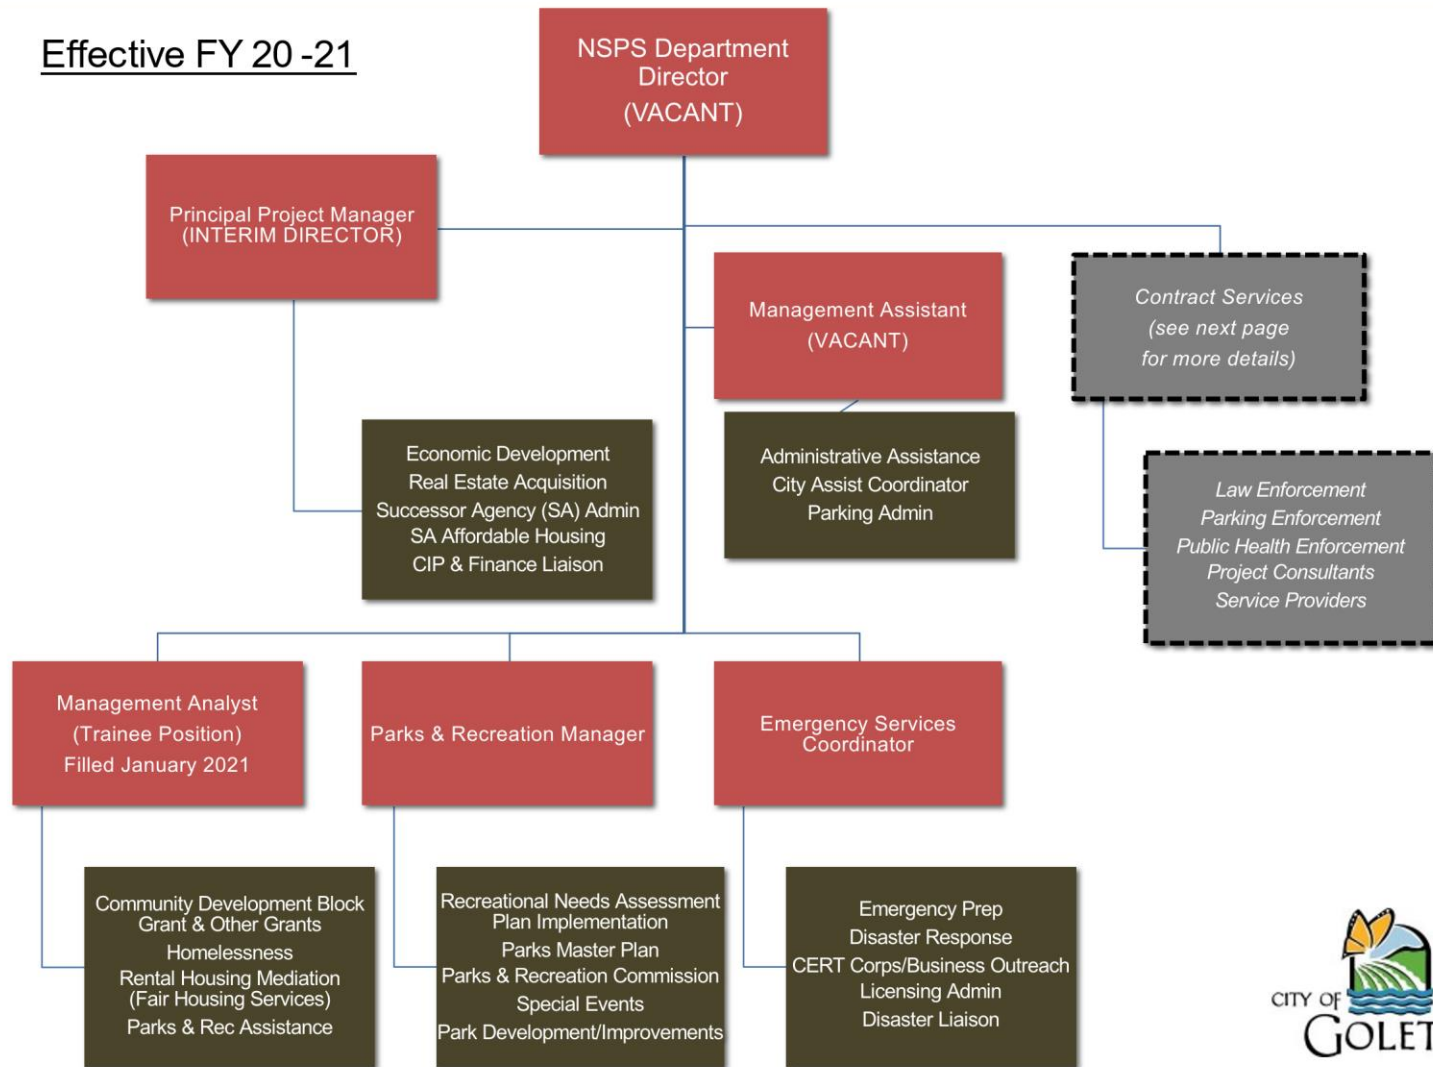 Effective FY 20 -21
NSPS Department
Director
(VACANT)
Principal Project Manager
(INTERIM DIRECTOR)
Management Assistant
(VACANT)
Contract Services
(see next page
for more details)
Economic Development
Real Estate Acquisition
Successor Agency (SA) Admin
SA Affordable Housing
CIP & Finance Liaison
Administrative Assistance
City Assist Coordinator
Parking Admin
Law Enforcement
Parking Enforcement
Public Health Enforcement
Project Consultants
Service Providers
Management Analyst
(Trainee Position)
Filled January 2021
Parks & Recreation Manager
Emergency Services
Coordinator
Community Development Block
Grant & Other Grants
Homelessness
Rental Housing Mediation
(Fair Housing Services)
Parks & Rec Assistance
Recreational Needs Assessment
Plan Implementation
Parks Master Plan
Parks & Recreation Commission
Special Events
Park Development/Improvements
Emergency Prep
Disaster Response
CERT Corps/Business Outreach
Licensing Admin
Disaster Liaison
CITY OF
GOLET